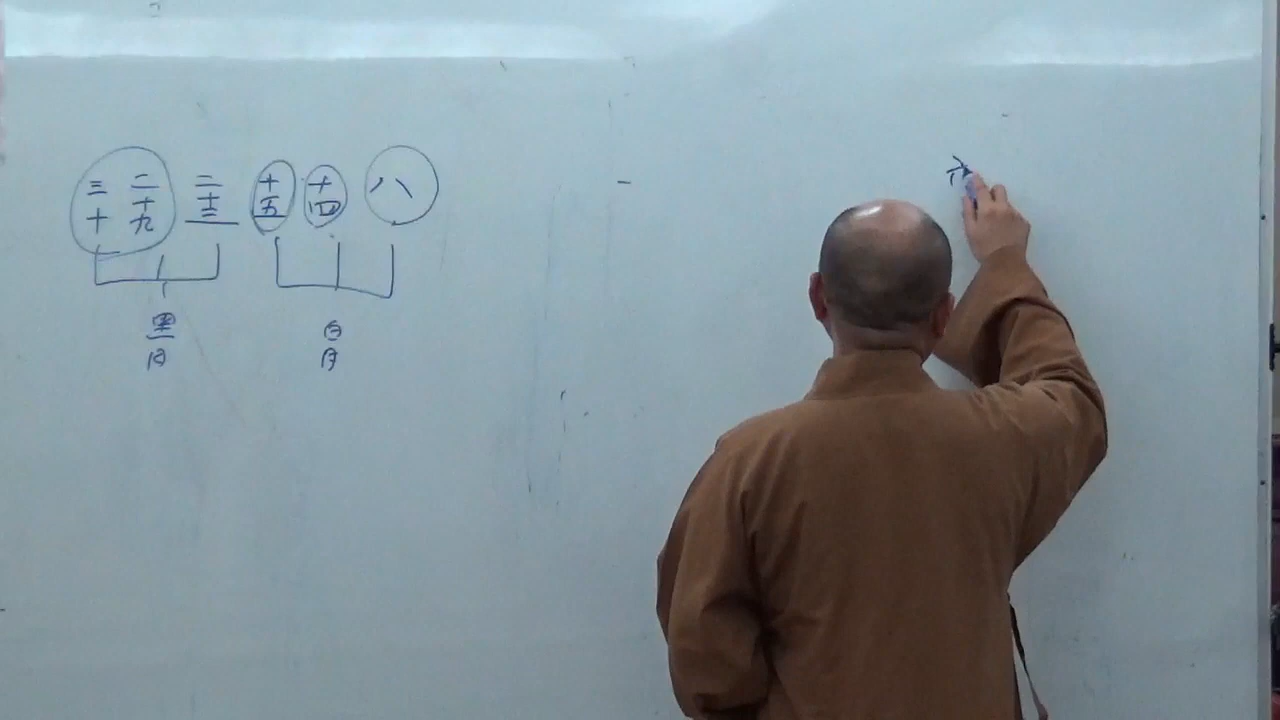 八
十四
十五
二十三
二十九
三十
白月
黑月